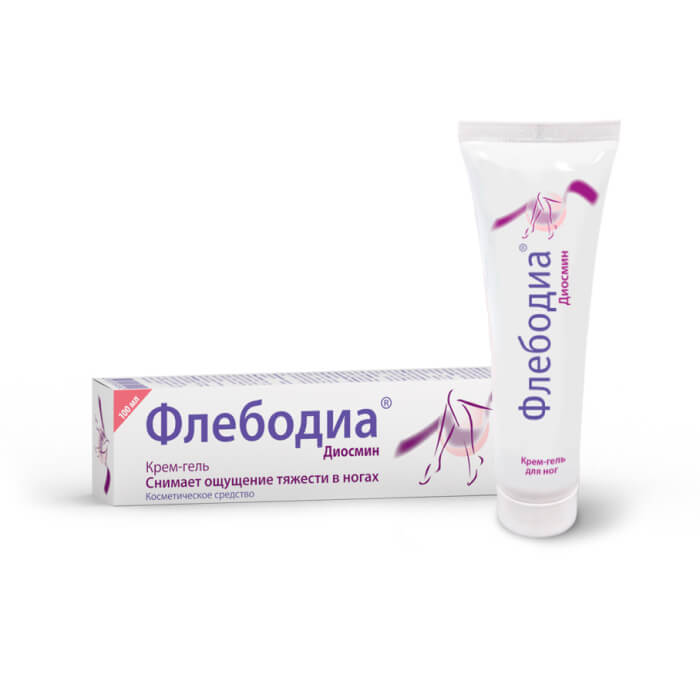 100 мл
Флебодиа®
Диосмин
Крем-гель
Снимает ощущение тяжести в ногах
Косметическое средство
Флебодиа®
Диосмин
Крем-гель
для ног